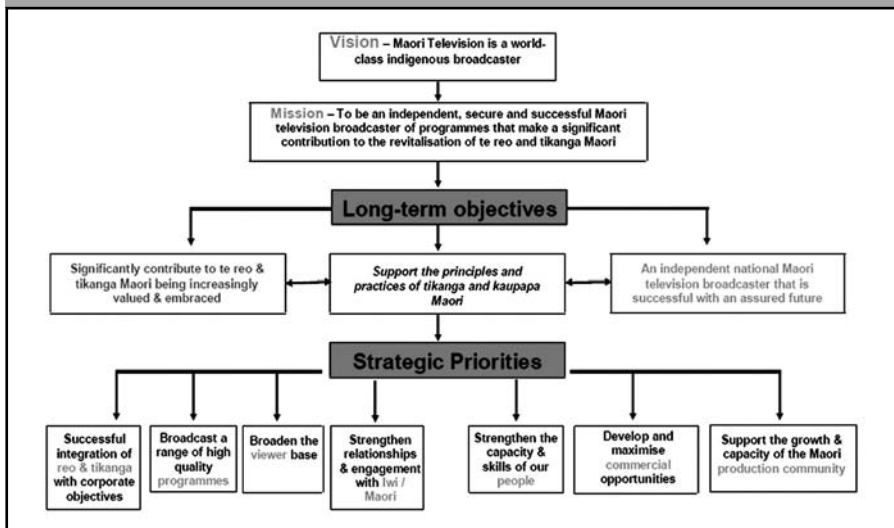 Vision – Maori Television is a world-
class indigenous broadcaster
Mission – To be an independent, secure and successful Maori
television broadcaster of programmes that make a significant
contribution to the revitalisation of te reo and tikanga Maori
Long-term objectives
Significantly contribute to te reo &
tikanga Maori being increasingly
valued & embraced
Support the principles and
practices of tikanga and kaupapa
Maori
An independent national Maori
television broadcaster that is
successful with an assured future
Strategic Priorities
Successful
integration of
reo & tikanga
with corporate
objectives
Broadcast a
range of high
quality
programmes
Broaden the
viewer base
Strengthen
relationships
& engagement
with Iwi /
Maori
Strengthen the
capacity &
skills of our
people
Develop and
maximise
commercial
opportunities
Support the growth &
capacity of the Maori
production community